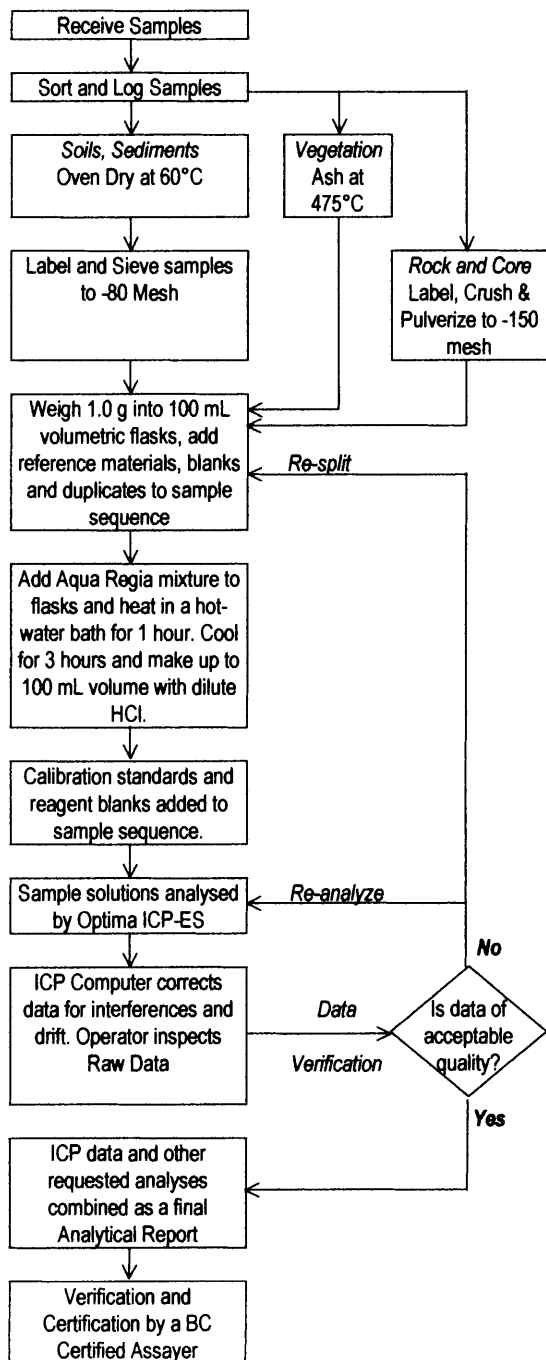 Receive Samples
Sort and Log Samples
Soils, Sediments
Oven Dry at 60°C
Vegetation
Ash at
475°C
Label and Sieve samples
to -80 Mesh
Rock and Core
Label, Crush &
Pulverize to -150
mesh
Weigh 1.0 g into 100 mL
volumetric flasks, add
reference materials, blanks
and duplicates to sample
sequence
Re-split
Add Aqua Regia mixture to
flasks and heat in a hot-
water bath for 1 hour. Cool
for 3 hours and make up to
100 mL volume with dilute
HCl.
Calibration standards and
reagent blanks added to
sample sequence.
Sample solutions analysed
by Optima ICP-ES
Re-analyze
No
ICP Computer corrects
data for interferences and
drift. Operator inspects
Raw Data
Data
Verification
Is data of
acceptable
quality?
Yes
ICP data and other
requested analyses
combined as a final
Analytical Report
Verification and
Certification by a BC
Certified Assayer